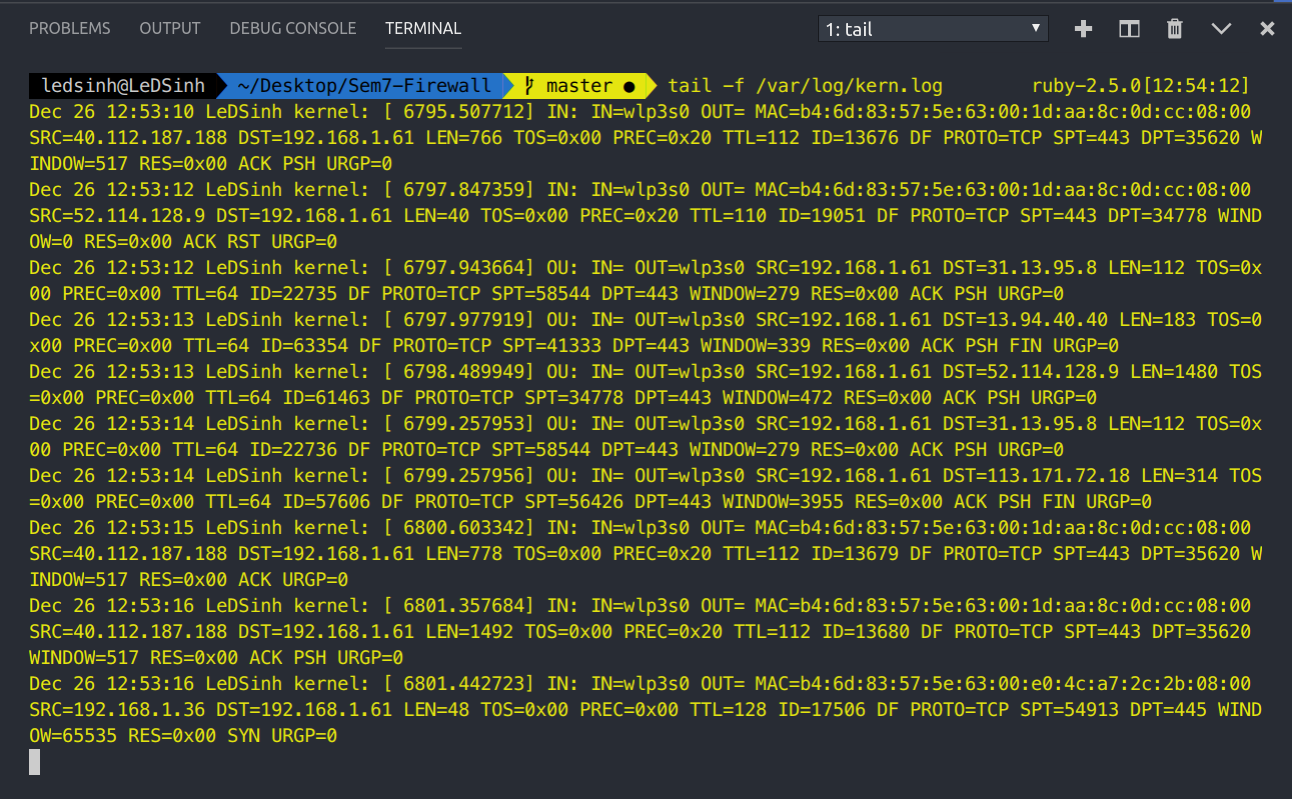 PROBLEMS OUTPUT DEBUG CONSOLE TERMINAL 1: tail
ledsinh@LeDSinh ~/Desktop/Sem7-Firewall master ● tail -f /var/log/kern.log ruby-2.5.0[12:54:12]
Dec 26 12:53:10 LeDSinh kernel: [ 6795.507712] IN: IN=wlp3s0 OUT= MAC=b4:6d:83:57:5e:63:00:1d:aa:8c:0d:cc:08:00
SRC=40.112.187.188 DST=192.168.1.61 LEN=766 TOS=0x00 PREC=0x20 TTL=112 ID=13676 DF PROTO=TCP SPT=443 DPT=35620 W
INDOW=517 RES=0x00 ACK PSH URGP=0
Dec 26 12:53:12 LeDSinh kernel: [ 6797.847359] IN: IN=wlp3s0 OUT= MAC=b4:6d:83:57:5e:63:00:1d:aa:8c:0d:cc:08:00
SRC=52.114.128.9 DST=192.168.1.61 LEN=40 TOS=0x00 PREC=0x20 TTL=110 ID=19051 DF PROTO=TCP SPT=443 DPT=34778 WIND
OW=0 RES=0x00 ACK RST URGP=0
Dec 26 12:53:12 LeDSinh kernel: [ 6797.943664] OU: IN= OUT=wlp3s0 SRC=192.168.1.61 DST=31.13.95.8 LEN=112 TOS=0x
00 PREC=0x00 TTL=64 ID=22735 DF PROTO=TCP SPT=58544 DPT=443 WINDOW=279 RES=0x00 ACK PSH URGP=0
Dec 26 12:53:13 LeDSinh kernel: [ 6797.977919] OU: IN= OUT=wlp3s0 SRC=192.168.1.61 DST=13.94.40.40 LEN=183 TOS=0
x00 PREC=0x00 TTL=64 ID=63354 DF PROTO=TCP SPT=41333 DPT=443 WINDOW=339 RES=0x00 ACK PSH FIN URGP=0
Dec 26 12:53:13 LeDSinh kernel: [ 6798.489949] OU: IN= OUT=wlp3s0 SRC=192.168.1.61 DST=52.114.128.9 LEN=1480 TOS
=0x00 PREC=0x00 TTL=64 ID=61463 DF PROTO=TCP SPT=34778 DPT=443 WINDOW=472 RES=0x00 ACK PSH URGP=0
Dec 26 12:53:14 LeDSinh kernel: [ 6799.257953] OU: IN= OUT=wlp3s0 SRC=192.168.1.61 DST=31.13.95.8 LEN=112 TOS=0x
00 PREC=0x00 TTL=64 ID=22736 DF PROTO=TCP SPT=58544 DPT=443 WINDOW=279 RES=0x00 ACK PSH URGP=0
Dec 26 12:53:14 LeDSinh kernel: [ 6799.257956] OU: IN= OUT=wlp3s0 SRC=192.168.1.61 DST=113.171.72.18 LEN=314 TOS
=0x00 PREC=0x00 TTL=64 ID=57606 DF PROTO=TCP SPT=56426 DPT=443 WINDOW=3955 RES=0x00 ACK PSH FIN URGP=0
Dec 26 12:53:15 LeDSinh kernel: [ 6800.603342] IN: IN=wlp3s0 OUT= MAC=b4:6d:83:57:5e:63:00:1d:aa:8c:0d:cc:08:00
SRC=40.112.187.188 DST=192.168.1.61 LEN=778 TOS=0x00 PREC=0x20 TTL=112 ID=13679 DF PROTO=TCP SPT=443 DPT=35620 W
INDOW=517 RES=0x00 ACK URGP=0
Dec 26 12:53:16 LeDSinh kernel: [ 6801.357684] IN: IN=wlp3s0 OUT= MAC=b4:6d:83:57:5e:63:00:1d:aa:8c:0d:cc:08:00
SRC=40.112.187.188 DST=192.168.1.61 LEN=1492 TOS=0x00 PREC=0x20 TTL=112 ID=13680 DF PROTO=TCP SPT=443 DPT=35620
WINDOW=517 RES=0x00 ACK PSH URGP=0
Dec 26 12:53:16 LeDSinh kernel: [ 6801.442723] IN: IN=wlp3s0 OUT= MAC=b4:6d:83:57:5e:63:00:e0:4c:a7:2c:2b:08:00
SRC=192.168.1.36 DST=192.168.1.61 LEN=48 TOS=0x00 PREC=0x00 TTL=128 ID=17506 DF PROTO=TCP SPT=54913 DPT=445 WIND
OW=65535 RES=0x00 SYN URGP=0